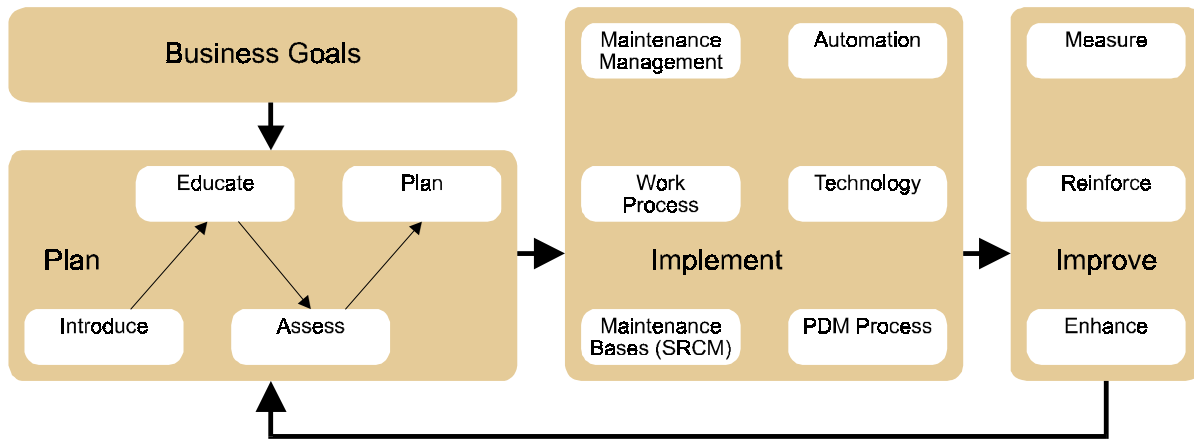 Business Goals
Educate
Plan
Plan
Introduce
Assess
Maintenance
Management
Automation
Work
Process
Technology
Implement
Maintenance
Bases (SRCM)
PDM Process
Measure
Reinforce
Improve
Enhance